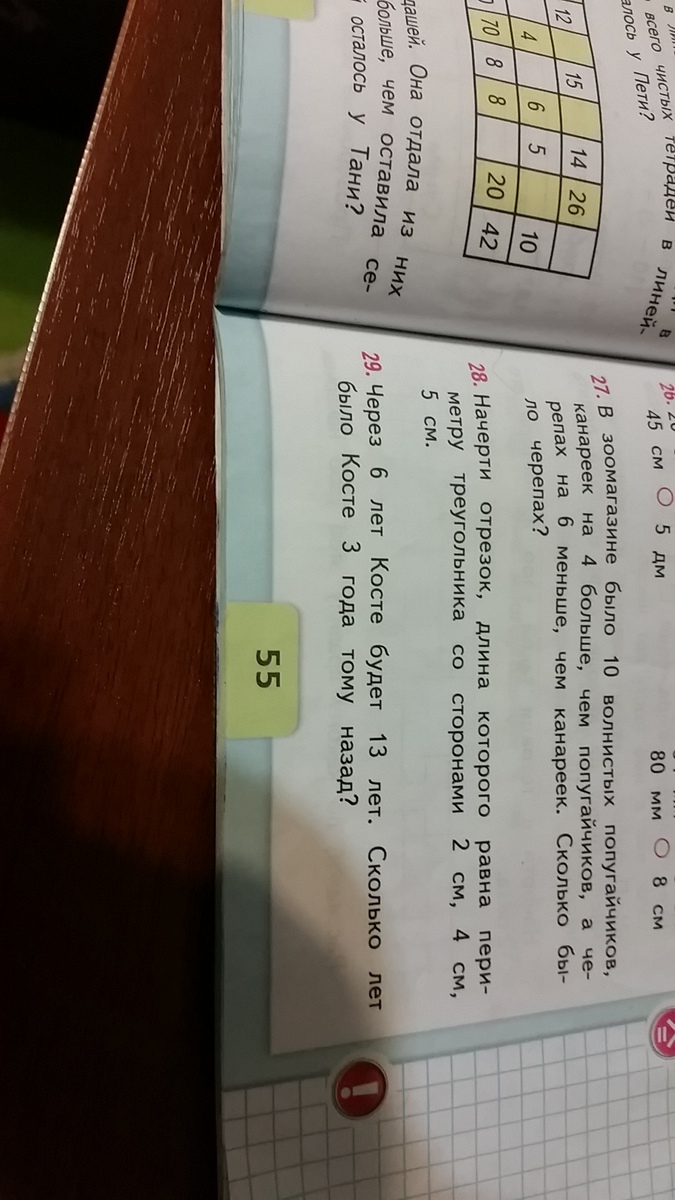 всего чистых тетрадей в линей-
у Пети?
12 15 14 26
4 6 5 10
70 8 8 20 42
Она отдала из них
больше, чем оставила се-
осталось у Тани?
26.
45 см ○ 5 дм
80 мм ○ 8 см
27. В зоомагазине было 10 волнистых попугайчиков,
канареек на 4 больше, чем попугайчиков, а че-
репах на 6 меньше, чем канареек. Сколько бы-
ло черепах?
28. Начерти отрезок, длина которого равна пери-
метру треугольника со сторонами 2 см, 4 см,
5 см.
29. Через 6 лет Косте будет 13 лет. Сколько лет
было Косте 3 года тому назад?
!
55